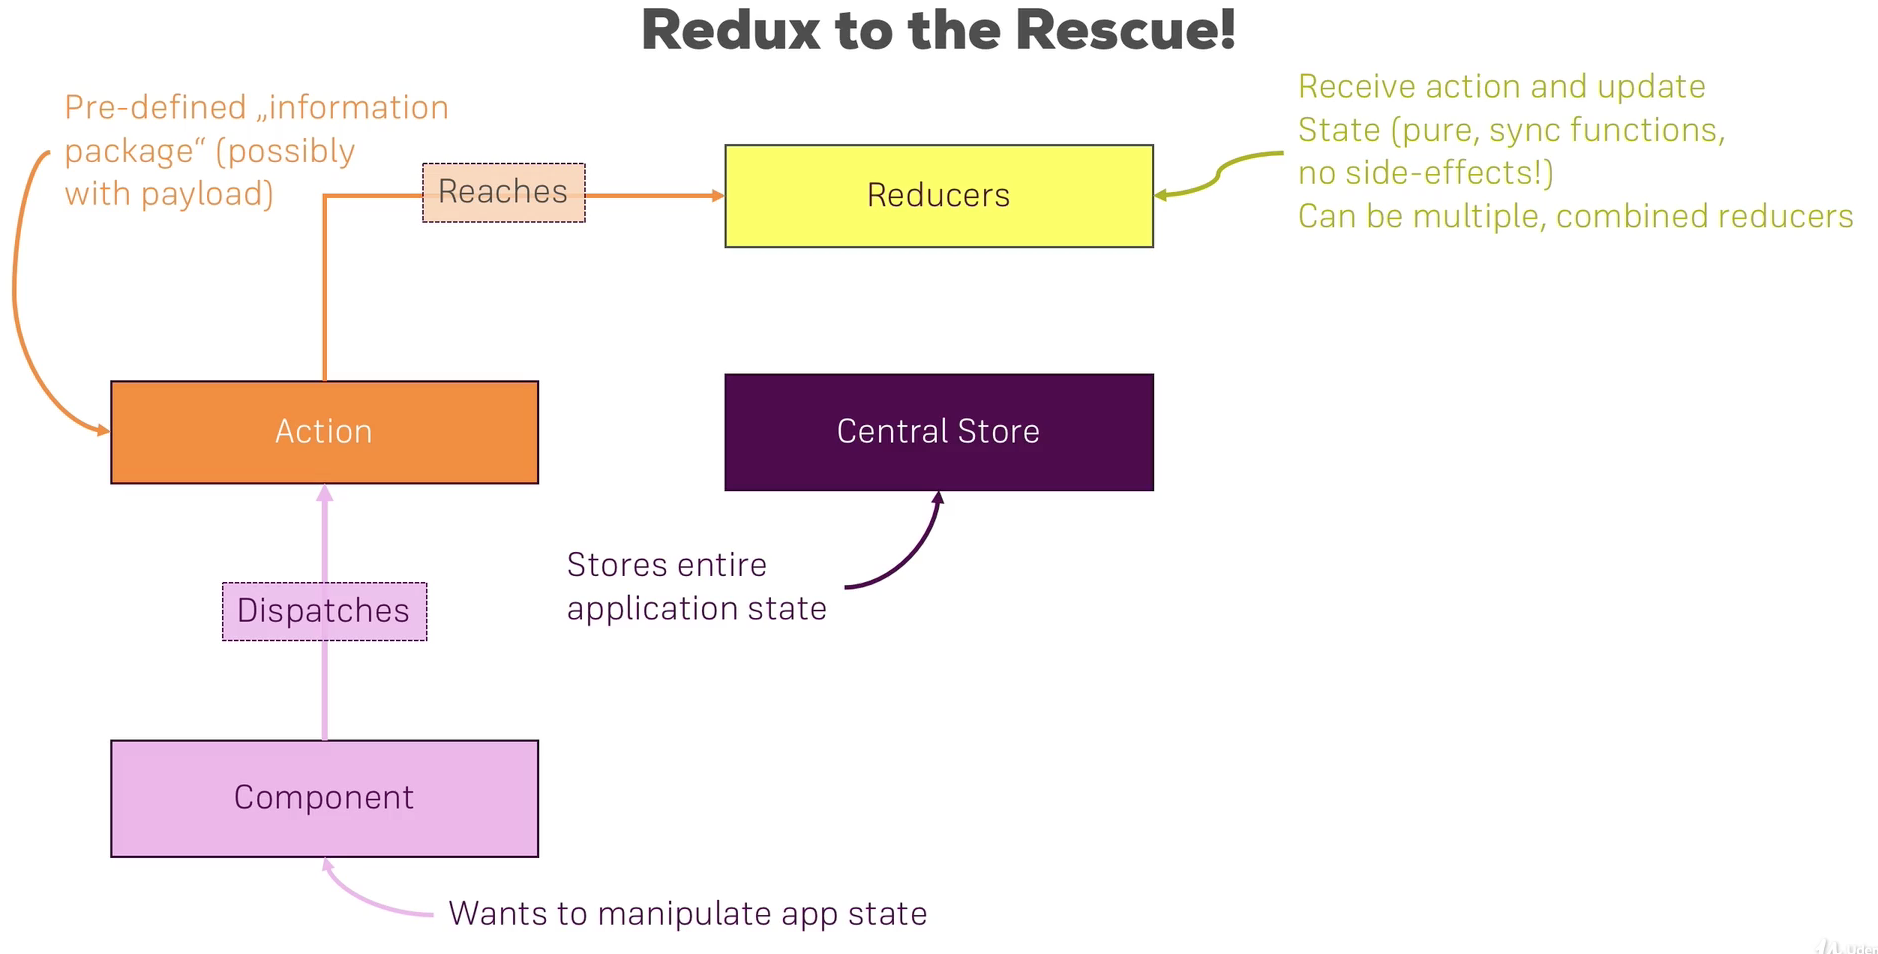 Redux to the Rescue!
Pre-defined „information
package“ (possibly
with payload)
Reaches
Reducers
Receive action and update
State (pure, sync functions,
no side-effects!)
Can be multiple, combined reducers
Action
Central Store
Stores entire
application state
Dispatches
Component
Wants to manipulate app state